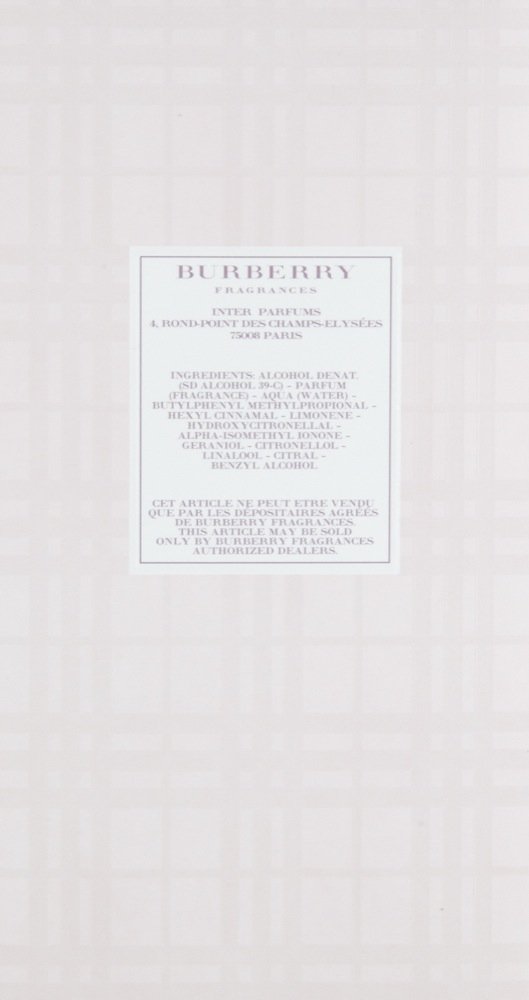 BURBERRY
FRAGRANCES
INTER PARFUMS
4, ROND-POINT DES CHAMPS-ELYSÉES
75008 PARIS
INGREDIENTS: ALCOHOL DENAT.
(SD ALCOHOL 39-C) - PARFUM
(FRAGRANCE) - AQUA (WATER) -
BUTYLPHENYL METHYLPROPIONAL -
HEXYL CINNAMAL - LIMONENE -
HYDROXYCITRONELLAL -
ALPHA-ISOMETHYL IONONE -
GERANIOL - CITRONELLOL -
LINALOOL - CITRAL -
BENZYL ALCOHOL
CET ARTICLE NE PEUT ETRE VENDU
QUE PAR LES DÉPOSITAIRES AGRÉÉS
DE BURBERRY FRAGRANCES.
THIS ARTICLE MAY BE SOLD
ONLY BY BURBERRY FRAGRANCES
AUTHORIZED DEALERS.